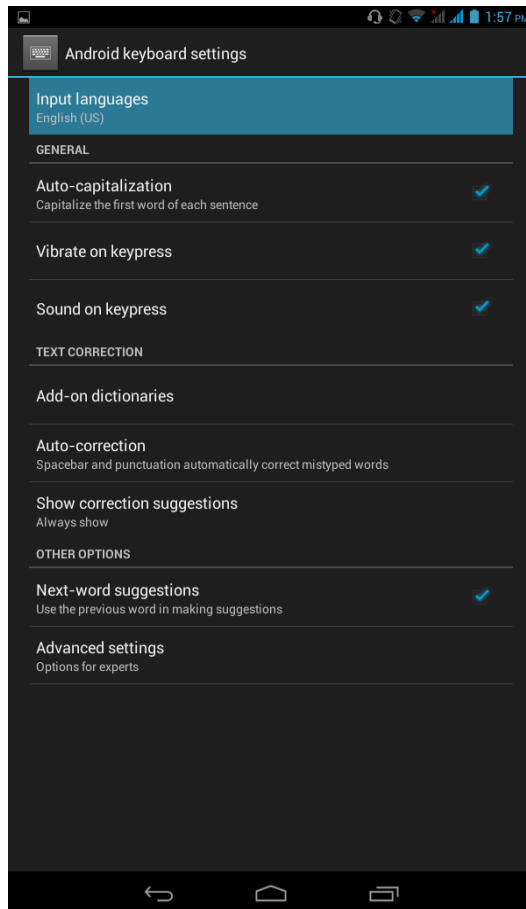 1:57 PM
Android keyboard settings
Input languages
English (US)
GENERAL
Auto-capitalization
Capitalize the first word of each sentence
Vibrate on keypress
Sound on keypress
TEXT CORRECTION
Add-on dictionaries
Auto-correction
Spacebar and punctuation automatically correct mistyped words
Show correction suggestions
Always show
OTHER OPTIONS
Next-word suggestions
Use the previous word in making suggestions
Advanced settings
Options for experts